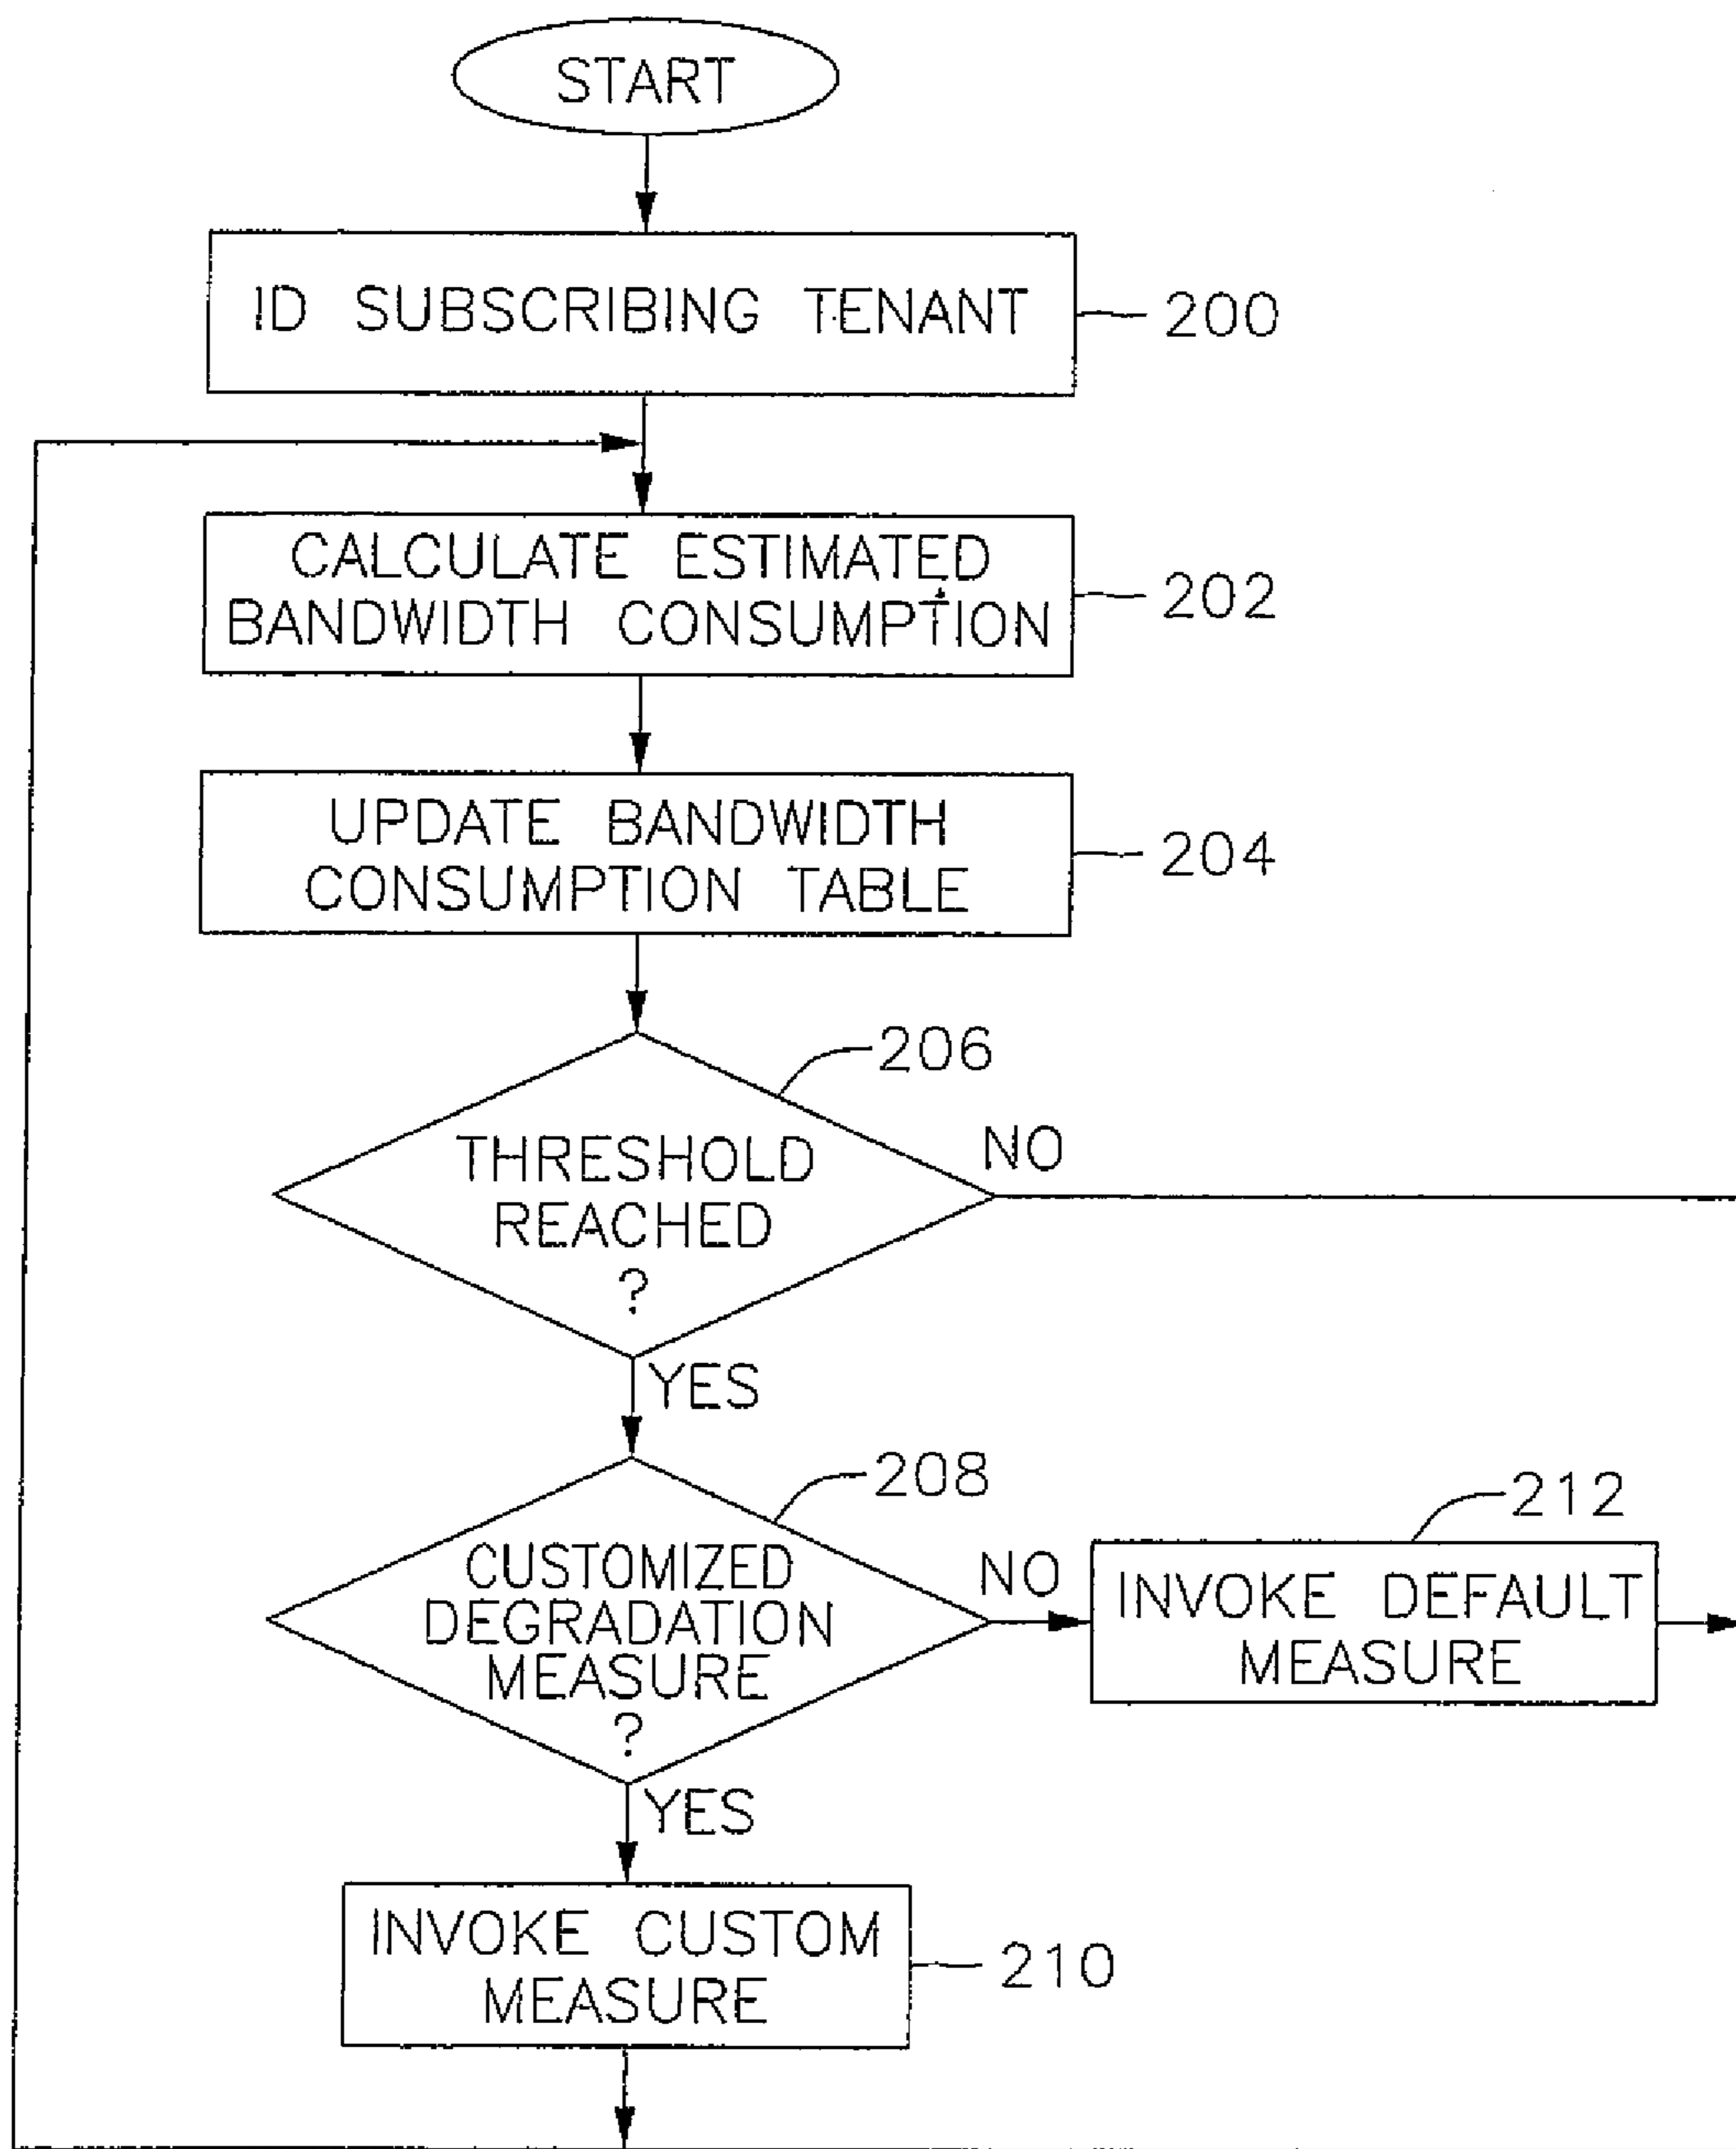 START
ID SUBSCRIBING TENANT
200
CALCULATE ESTIMATED
BANDWIDTH CONSUMPTION
202
UPDATE BANDWIDTH
CONSUMPTION TABLE
204
206
THRESHOLD
REACHED
?
NO
YES
208
CUSTOMIZED
DEGRADATION
MEASURE
?
NO
212
INVOKE DEFAULT
MEASURE
YES
INVOKE CUSTOM
MEASURE
210